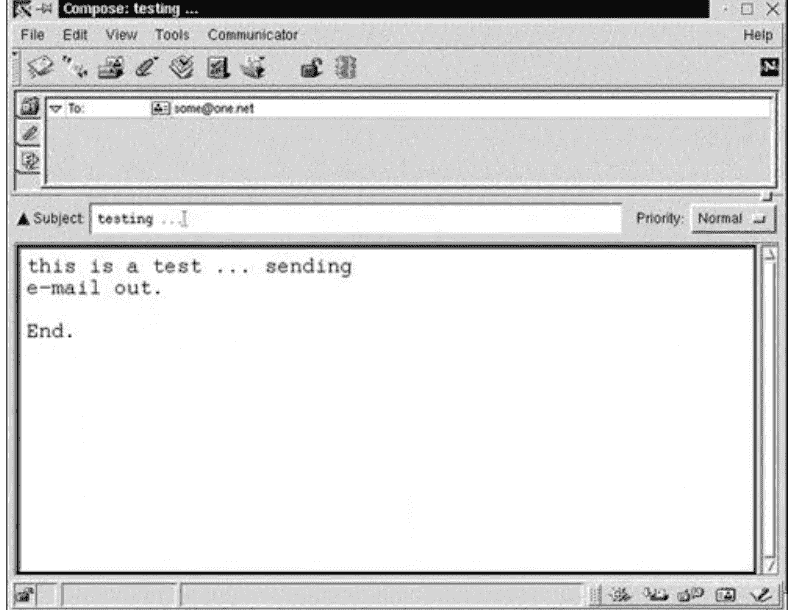 Compose: testing ...
File Edit View Tools Communicator Help
N
To: some@one.net
Subject: testing ... Priority: Normal
this is a test ... sending
e-mail out.
End.